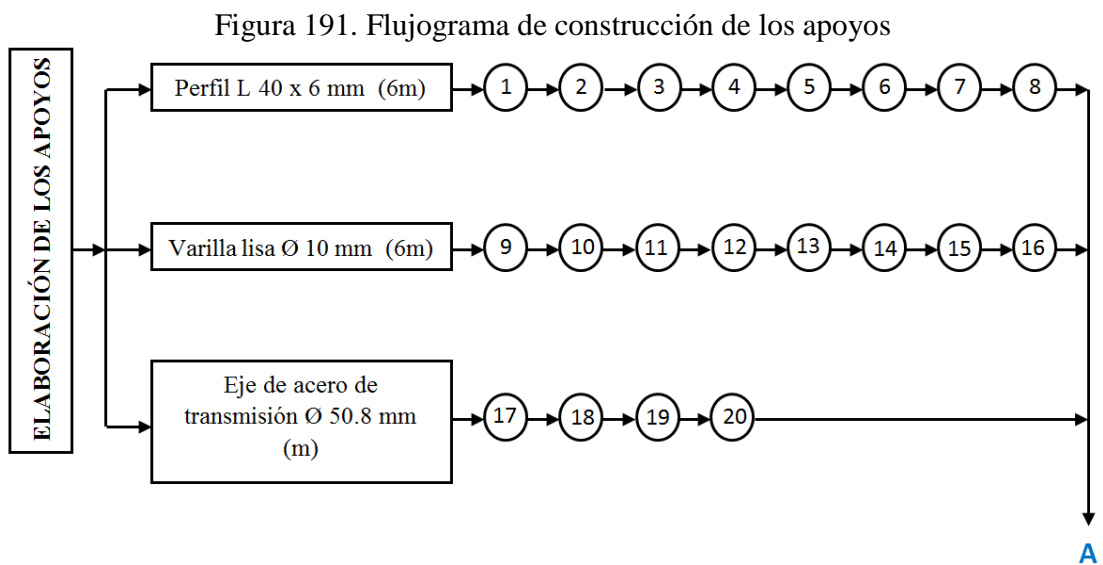 Figura 191. Flujograma de construcción de los apoyos
ELABORACIÓN DE LOS APOYOS
Perfil L 40 x 6 mm (6m)
1 2 3 4 5 6 7 8
Varilla lisa Ø 10 mm (6m)
9 10 11 12 13 14 15 16
Eje de acero de
transmisión Ø 50.8 mm
(m)
17 18 19 20
A